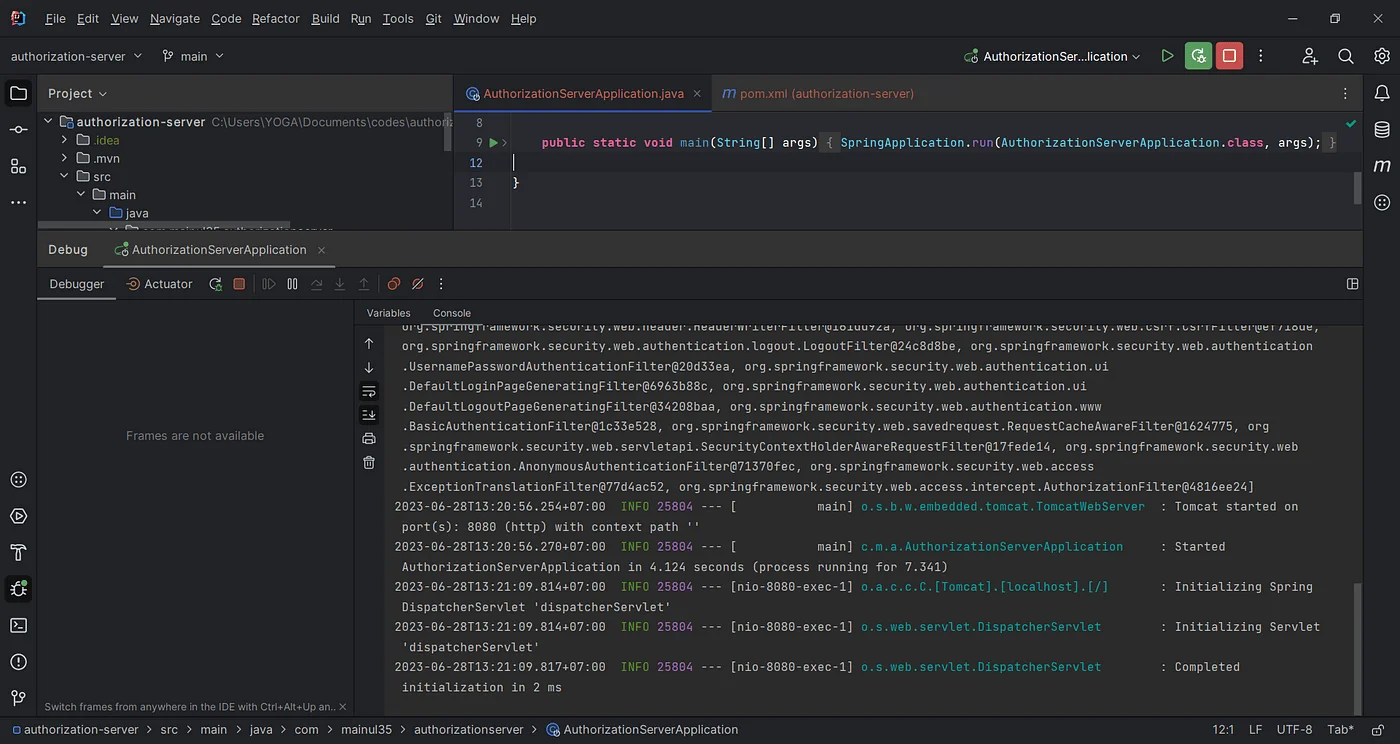 File Edit View Navigate Code Refactor Build Run Tools Git Window Help
authorization-server main AuthorizationSer...lication
Project
AuthorizationServerApplication.java
pom.xml (authorization-server)
authorization-server C:\Users\YOGA\Documents\codes\authori
.idea
.mvn
src
main
java
8
9 public static void main(String[] args) { SpringApplication.run(AuthorizationServerApplication.class, args); }
12
13 }
14
Debug AuthorizationServerApplication
Debugger Actuator
Variables Console
Frames are not available
org.springframework.security.web.header.HeaderWriterFilter@161dd92a, org.springframework.security.web.csrf.CsrfFilter@ef718de,
org.springframework.security.web.authentication.logout.LogoutFilter@24c8d8be, org.springframework.security.web.authentication
.UsernamePasswordAuthenticationFilter@20d33ea, org.springframework.security.web.authentication.ui
.DefaultLoginPageGeneratingFilter@6963b88c, org.springframework.security.web.authentication.ui
.DefaultLogoutPageGeneratingFilter@34208baa, org.springframework.security.web.authentication.www
.BasicAuthenticationFilter@1c33e528, org.springframework.security.web.savedrequest.RequestCacheAwareFilter@1624775, org
.springframework.security.web.servletapi.SecurityContextHolderAwareRequestFilter@17fede14, org.springframework.security.web
.authentication.AnonymousAuthenticationFilter@71370fec, org.springframework.security.web.access
.ExceptionTranslationFilter@77d4ac52, org.springframework.security.web.access.intercept.AuthorizationFilter@4816ee24]
2023-06-28T13:20:56.254+07:00 INFO 25804 --- [ main] o.s.b.w.embedded.tomcat.TomcatWebServer : Tomcat started on
port(s): 8080 (http) with context path ''
2023-06-28T13:20:56.270+07:00 INFO 25804 --- [ main] c.m.a.AuthorizationServerApplication : Started
AuthorizationServerApplication in 4.124 seconds (process running for 7.341)
2023-06-28T13:21:09.814+07:00 INFO 25804 --- [nio-8080-exec-1] o.a.c.c.C.[Tomcat].[localhost].[/] : Initializing Spring
DispatcherServlet 'dispatcherServlet'
2023-06-28T13:21:09.814+07:00 INFO 25804 --- [nio-8080-exec-1] o.s.web.servlet.DispatcherServlet : Initializing Servlet
'dispatcherServlet'
2023-06-28T13:21:09.817+07:00 INFO 25804 --- [nio-8080-exec-1] o.s.web.servlet.DispatcherServlet : Completed
initialization in 2 ms
Switch frames from anywhere in the IDE with Ctrl+Alt+Up an..
authorization-server > src > main > java > com > mainul35 > authorizationserver > AuthorizationServerApplication
12:1 LF UTF-8 Tab*